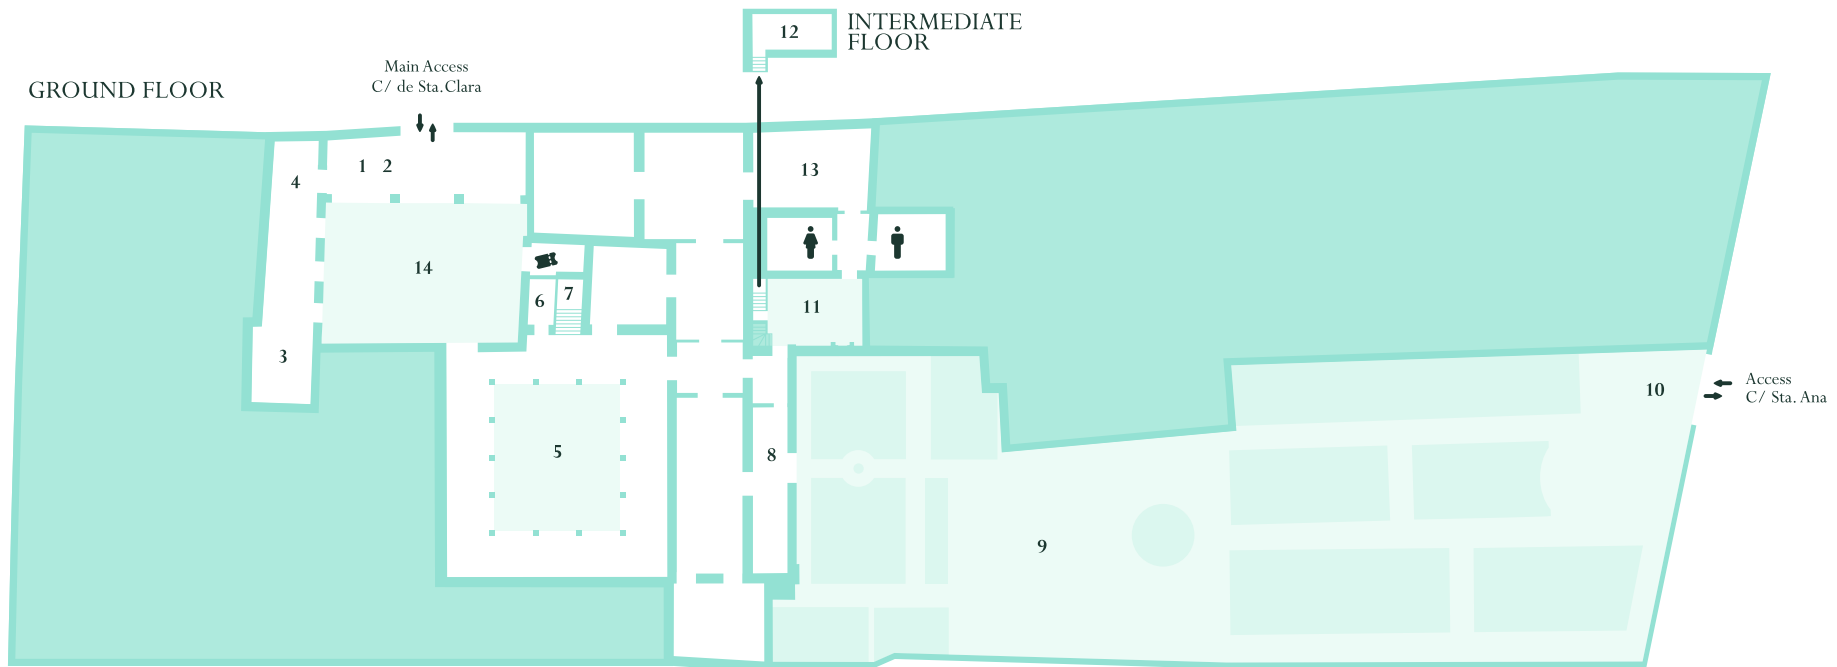 12
INTERMEDIATE
FLOOR
GROUND FLOOR
Main Access
C/ de Sta. Clara
1 2
4
13
14
6
7
11
3
5
8
9
10
Access
C/ Sta. Ana